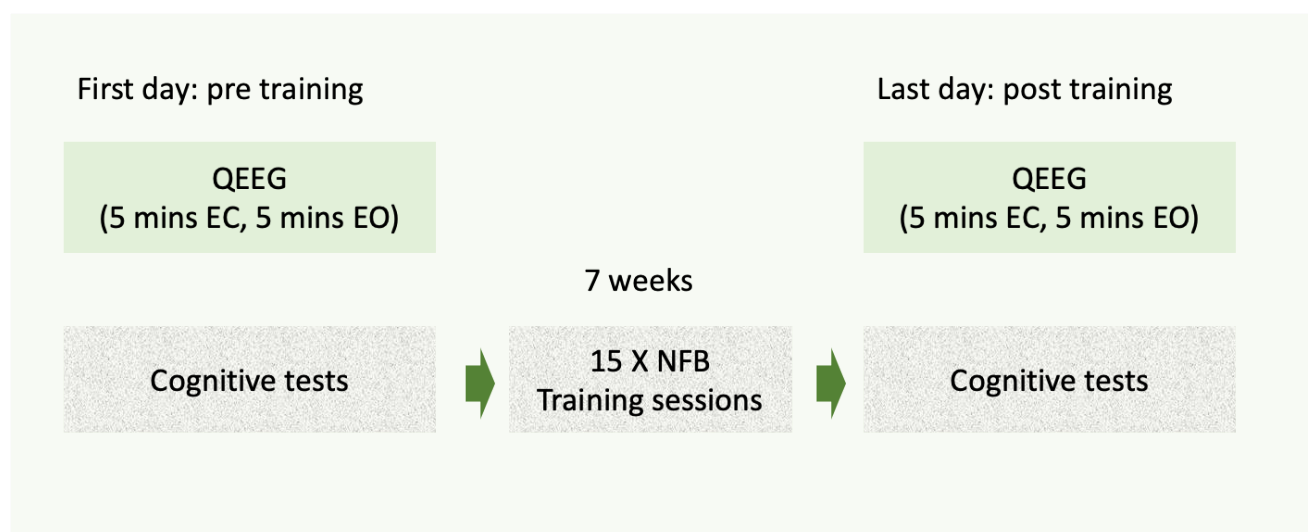 First day: pre training
Last day: post training
QEEG
(5 mins EC, 5 mins EO)
QEEG
(5 mins EC, 5 mins EO)
7 weeks
Cognitive tests
15 X NFB
Training sessions
Cognitive tests